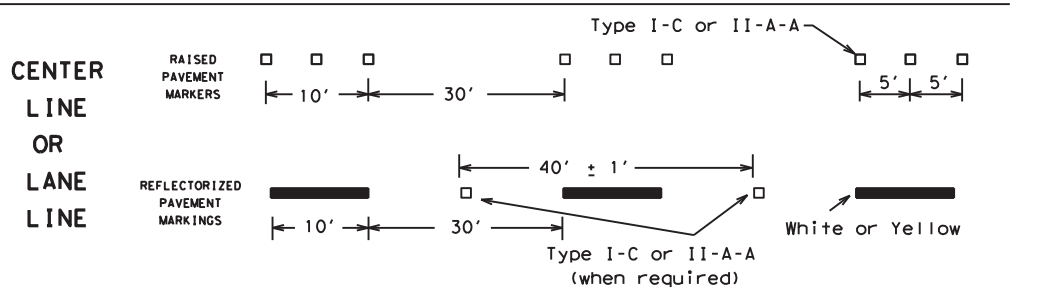 Type I-C or II-A-A
CENTER
LINE
OR
LANE
LINE
RAISED
PAVEMENT
MARKERS
10'
30'
5'
5'
40' ± 1'
REFLECTORIZED
PAVEMENT
MARKINGS
10'
30'
Type I-C or II-A-A
(when required)
White or Yellow